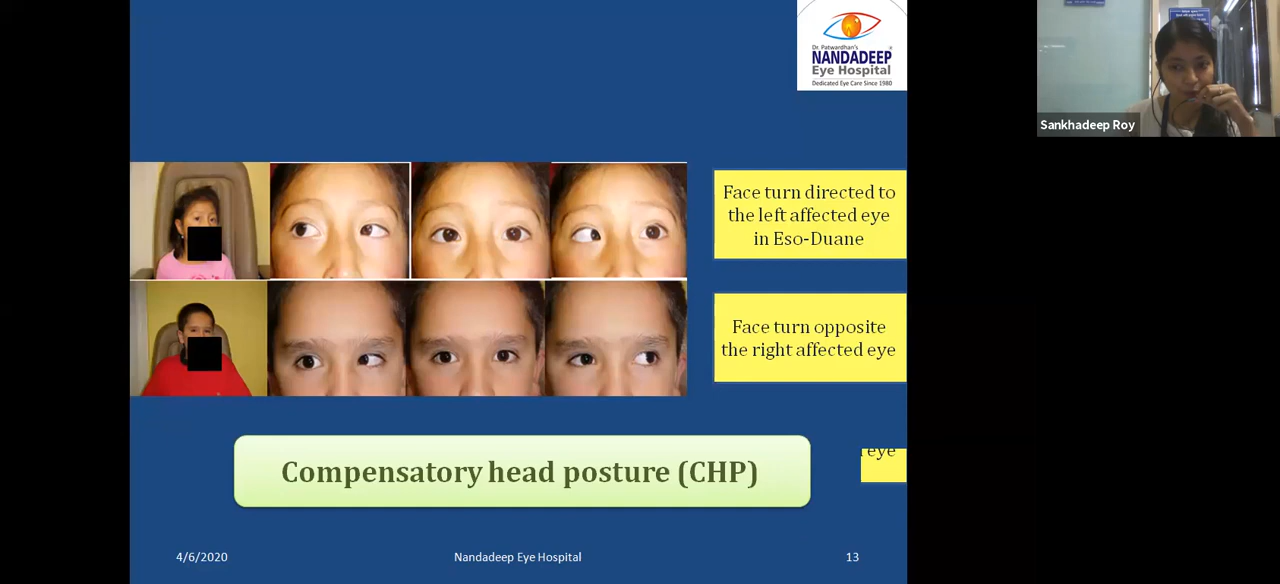 Dr. Patwardhan's
NANDADEEP
Eye Hospital
Dedicated Eye Care Since 1980
Sankhadeep Roy
Face turn directed to
the left affected eye
in Eso-Duane
Face turn opposite
the right affected eye
eye
Compensatory head posture (CHP)
4/6/2020
Nandadeep Eye Hospital
13